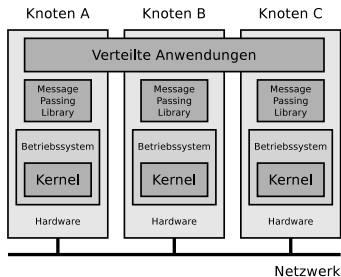 Knoten A Knoten B Knoten C
Verteilte Anwendungen
Message Message Message
Passing Passing Passing
Library Library Library
Betriebssystem Betriebssystem Betriebssystem
Kernel Kernel Kernel
Hardware Hardware Hardware
Netzwerk